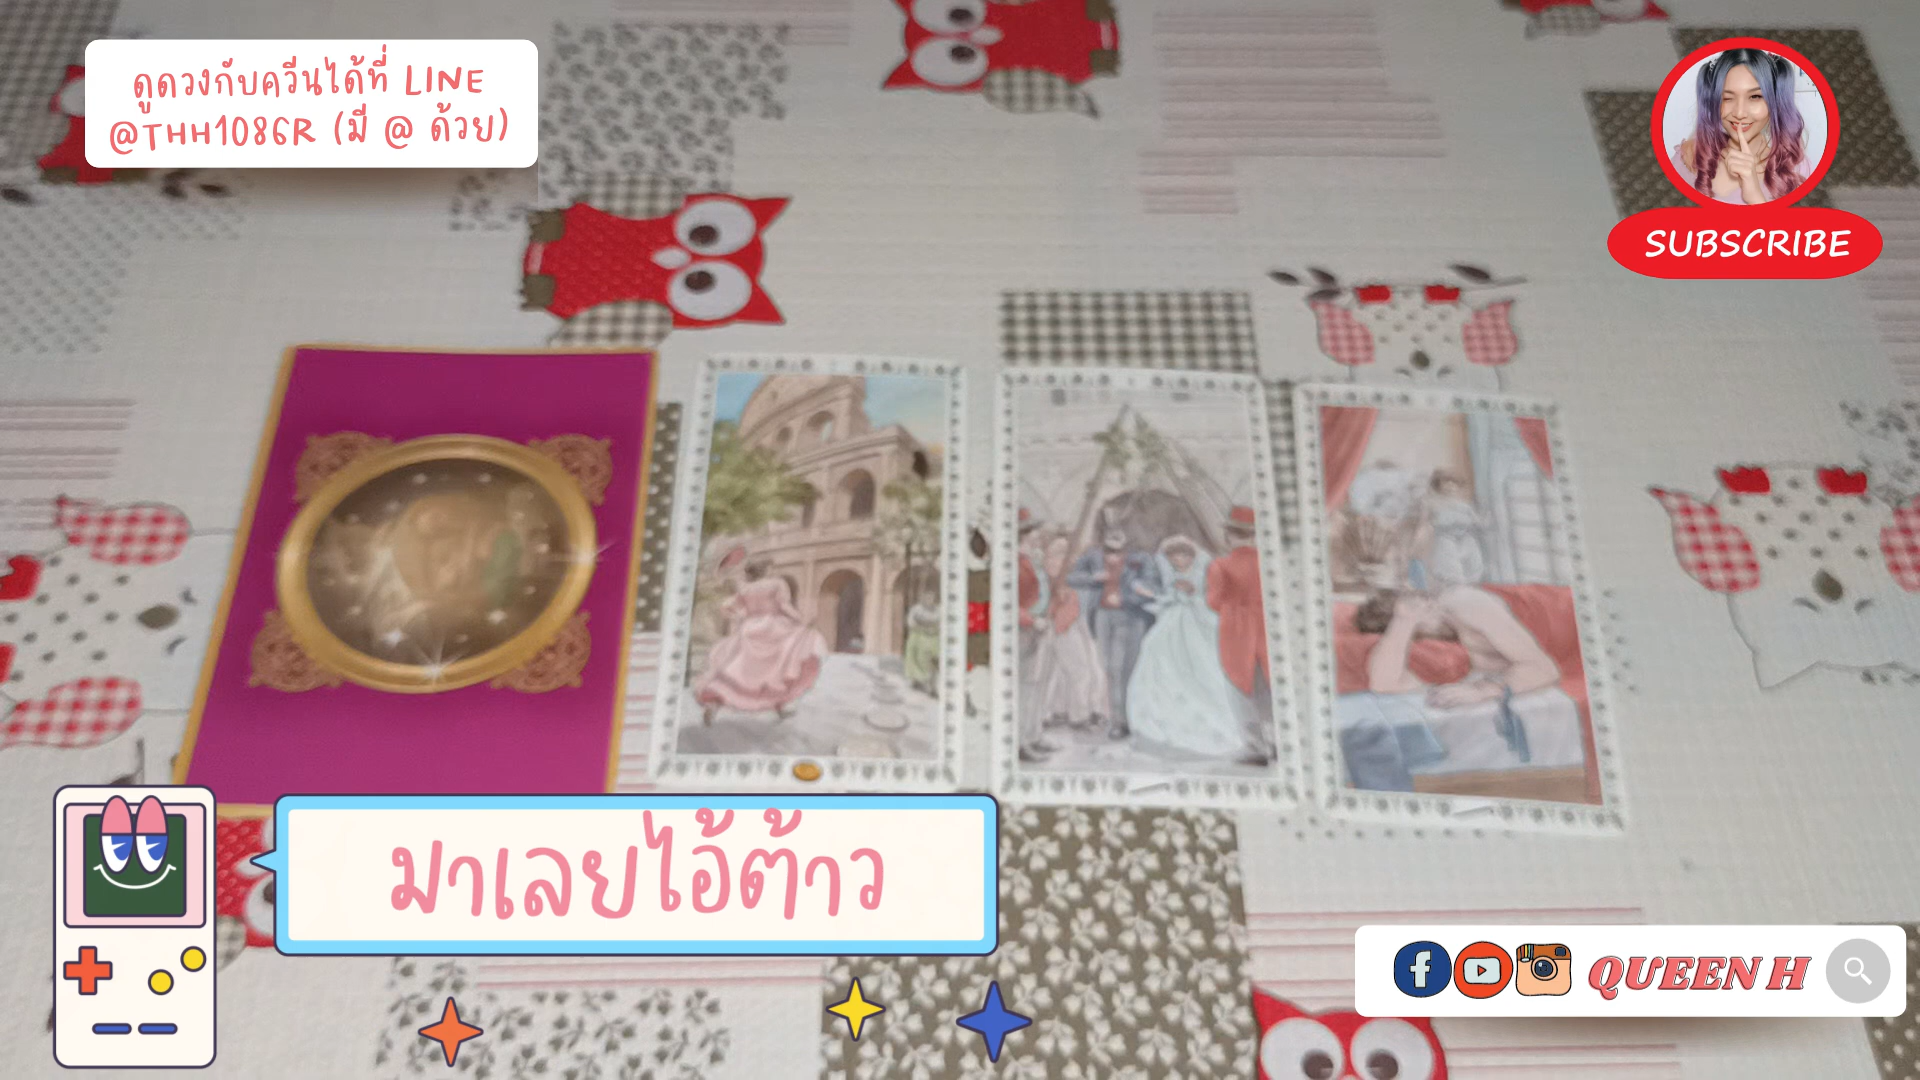 ดูดวงกับควีนได้ที่ LINE
@THH1086R (มี @ ด้วย)
SUBSCRIBE
มาเลยไอ้ต้าว
QUEEN H